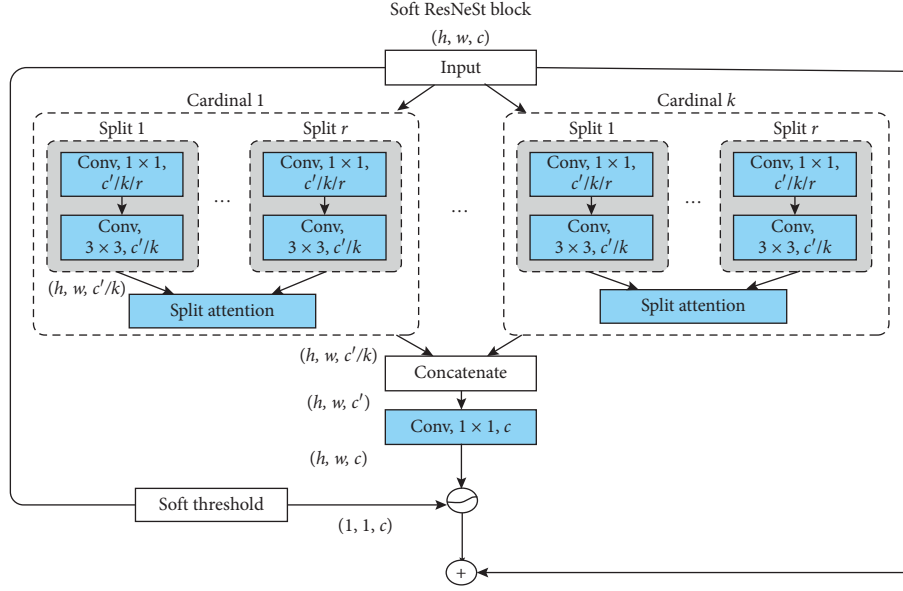 Soft ResNeSt block
(h, w, c)
Input
Cardinal 1
Cardinal k
Split 1
Split r
Split 1
Split r
Conv, 1 × 1,
c′/k/r
Conv, 1 × 1,
c′/k/r
Conv, 1 × 1,
c′/k/r
Conv, 1 × 1,
c′/k/r
...
...
...
Conv,
3 × 3, c′/k
Conv,
3 × 3, c′/k
Conv,
3 × 3, c′/k
Conv,
3 × 3, c′/k
(h, w, c′/k)
Split attention
Split attention
(h, w, c′/k)
Concatenate
(h, w, c′)
Conv, 1 × 1, c
(h, w, c)
Soft threshold
(1, 1, c)
+